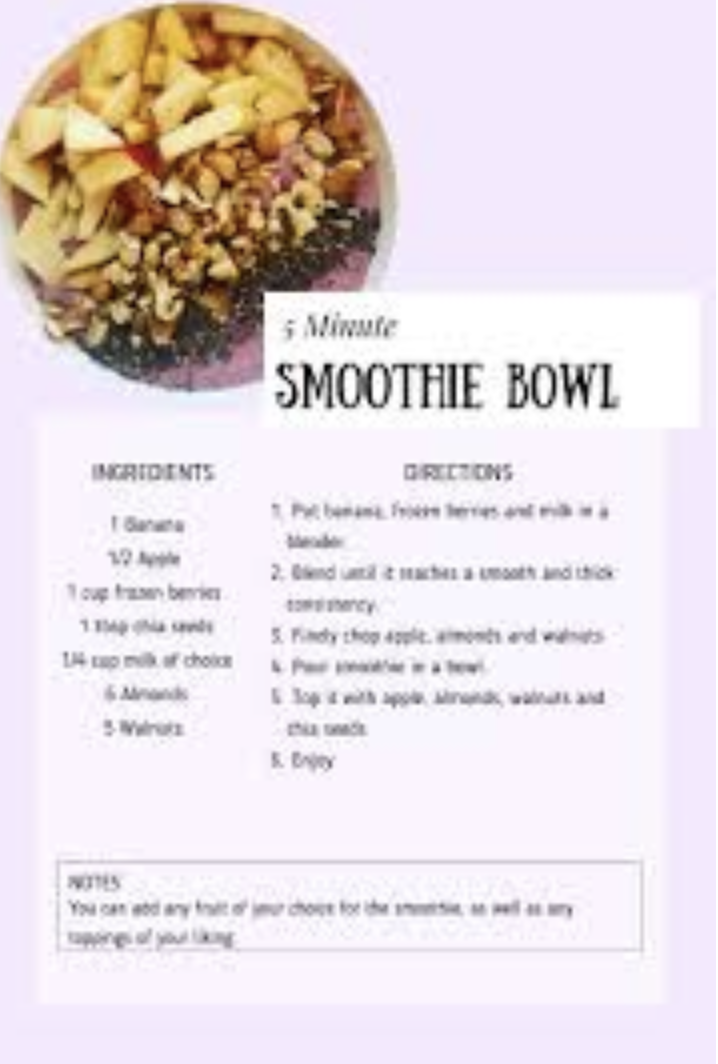 5 Minute
SMOOTHIE BOWL
INGREDIENTS
1 Banana
1/2 Apple
1 cup frozen berries
1 tbsp chia seeds
1/4 cup milk of choice
6 Almonds
5 Walnuts
DIRECTIONS
1. Put banana, frozen berries and milk in a
blender.
2. Blend until it reaches a smooth and thick
consistency.
3. Finely chop apple, almonds and walnuts
4. Pour smoothie in a bowl.
5. Top it with apple, almonds, walnuts and
chia seeds
6. Enjoy
NOTES
You can add any fruit of your choice for the smoothie, as well as any
toppings of your liking.